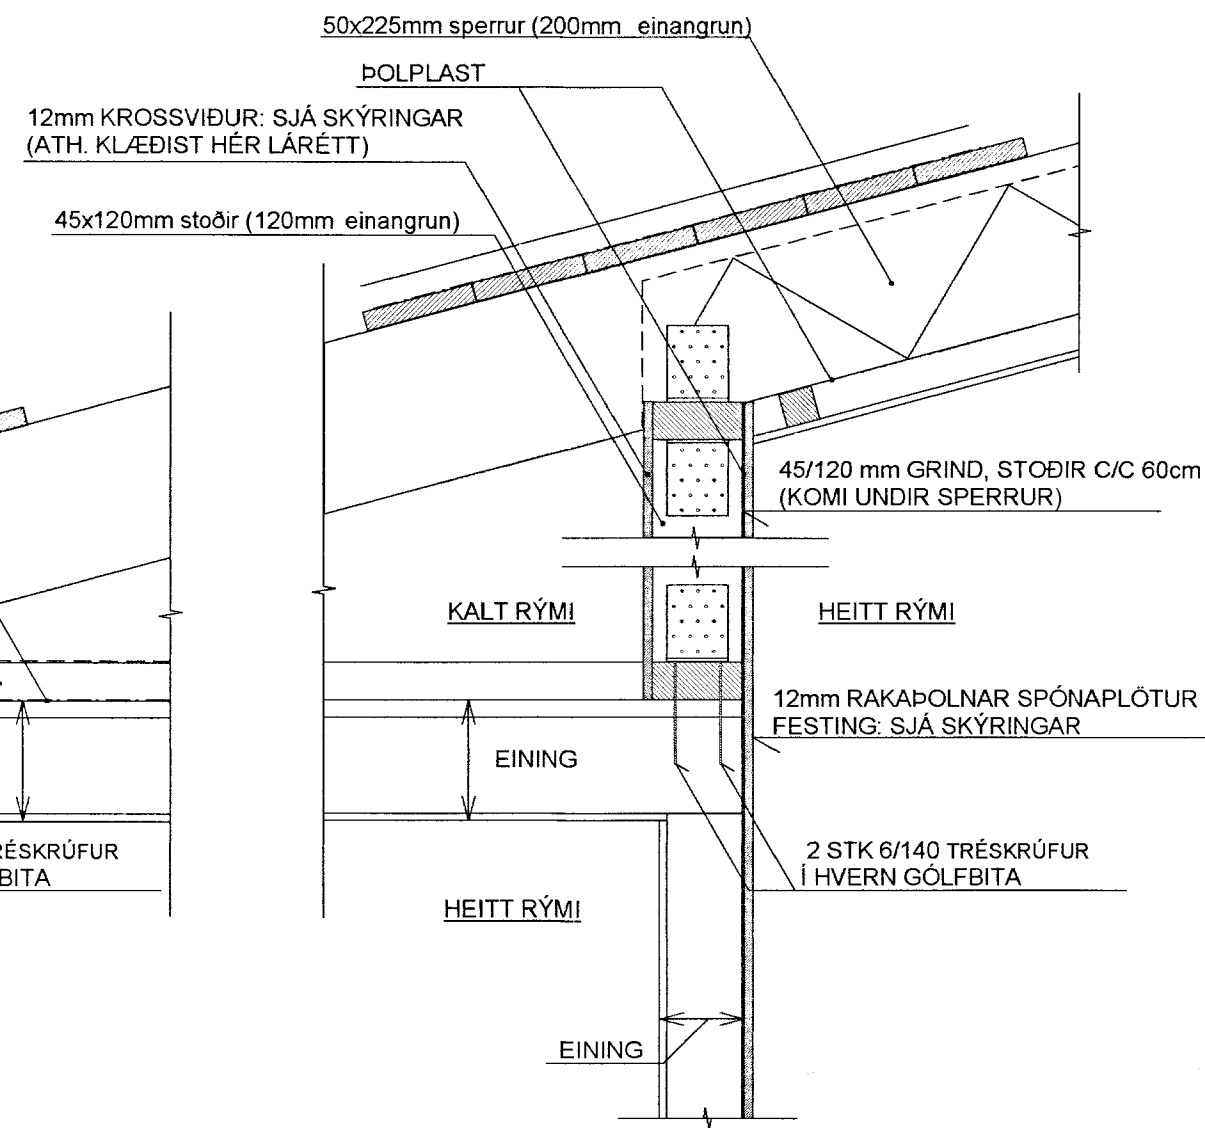 50x225mm sperrur (200mm einangrun)
ÞOLPLAST
12mm KROSSVIÐUR: SJÁ SKÝRINGAR
(ATH. KLÆÐIST HÉR LÁRÉTT)
45x120mm stoðir (120mm einangrun)
45/120 mm GRIND, STOÐIR C/C 60cm
(KOMI UNDIR SPERRUR)
KALT RÝMI
HEITT RÝMI
12mm RAKAÞOLNAR SPÓNAPLÖTUR
FESTING: SJÁ SKÝRINGAR
EINING
RÉSKRÚFUR
BITA
2 STK 6/140 TRÉSKRÚFUR
Í HVERN GÓLFBITA
HEITT RÝMI
EINING